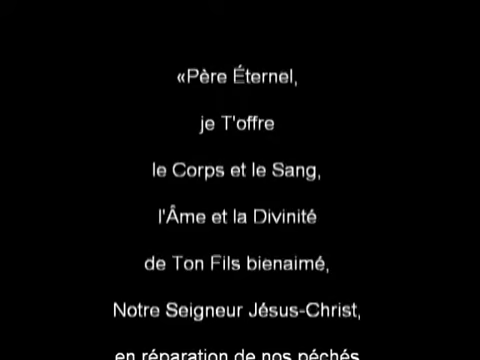 «Père Éternel,
je T'offre
le Corps et le Sang,
l'Âme et la Divinité
de Ton Fils bienaimé,
Notre Seigneur Jésus-Christ,
en réparation de nos péchés